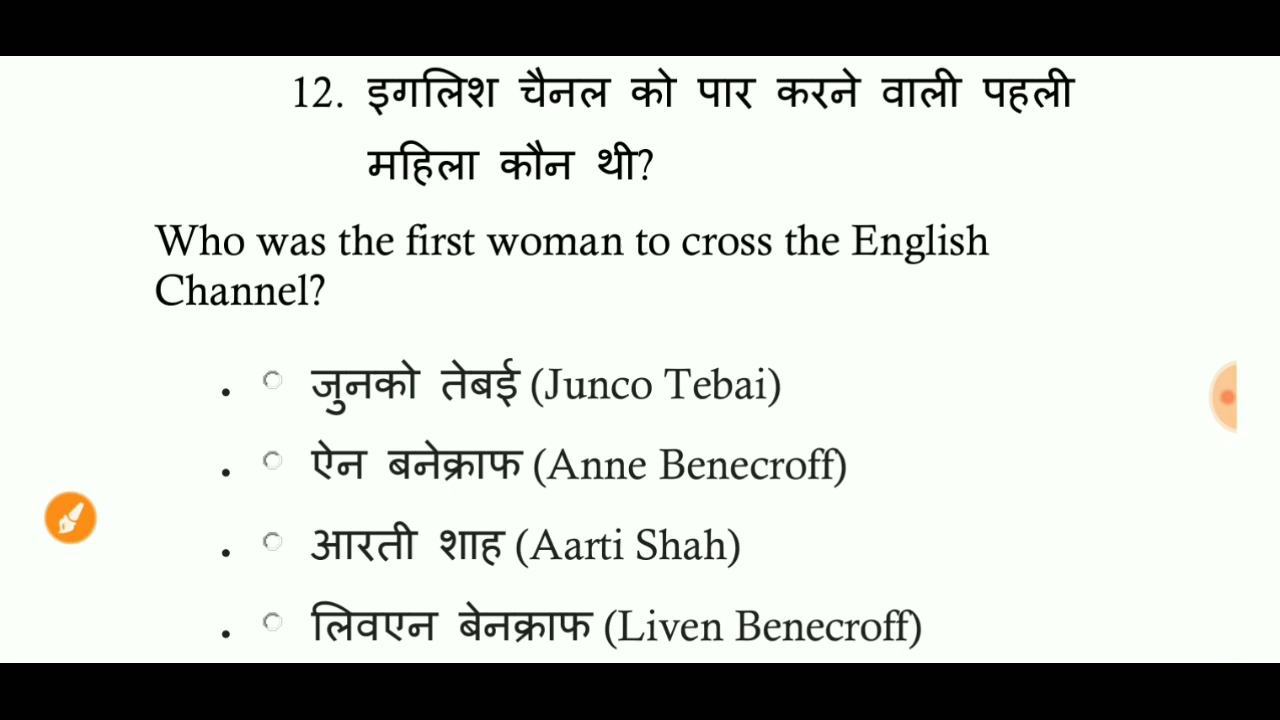 12. इगलिश चैनल को पार करने वाली पहली
महिला कौन थी?
Who was the first woman to cross the English
Channel?
जुनको तेबई (Junco Tebai)
ऐन बनेक्राफ (Anne Benecroff)
आरती शाह (Aarti Shah)
लिवएन बेनक्राफ (Liven Benecroff)